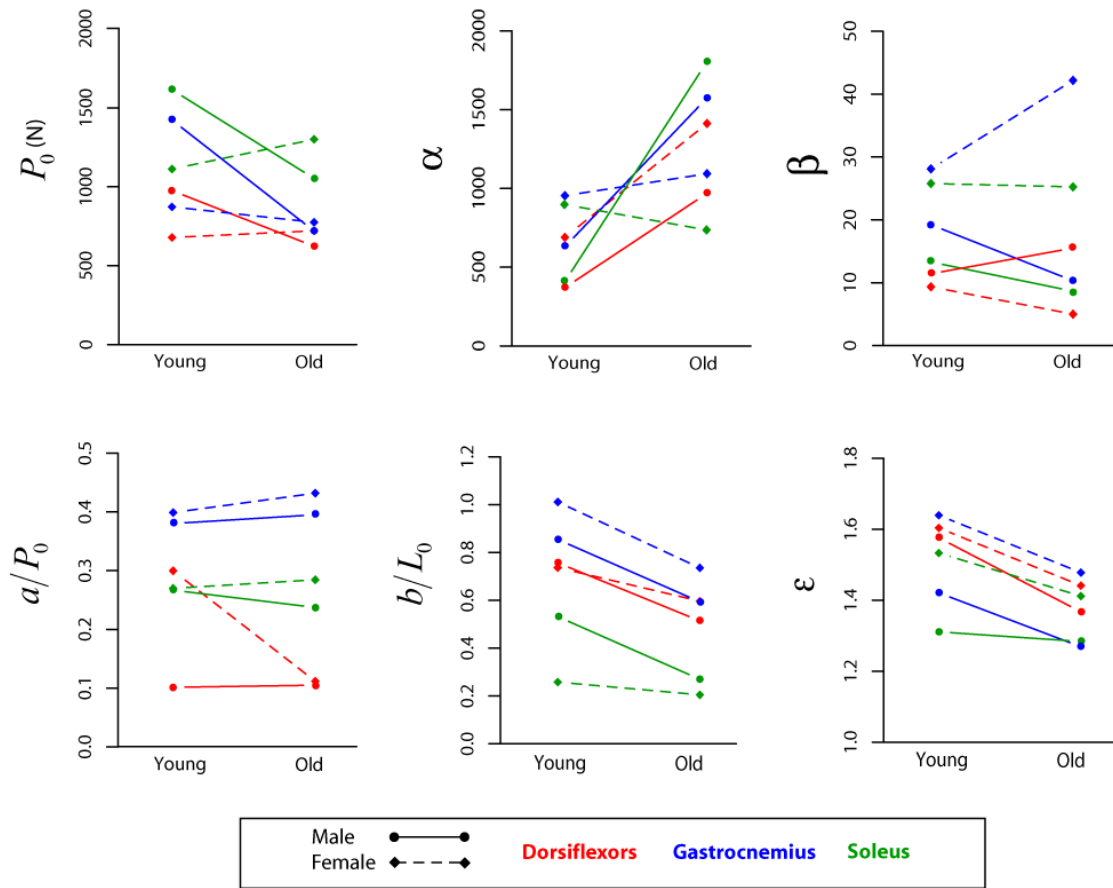 P₀ (N)
2000
1500
1000
500
0
Young Old
α
2000
1500
1000
500
0
Young Old
β
50
40
30
20
10
0
Young Old
a/P₀
0.5
0.4
0.3
0.2
0.1
0.0
Young Old
b/L₀
1.2
1.0
0.8
0.6
0.4
0.2
0.0
Young Old
ε
1.8
1.6
1.4
1.2
1.0
Young Old
Male
Female
Dorsiflexors Gastrocnemius Soleus